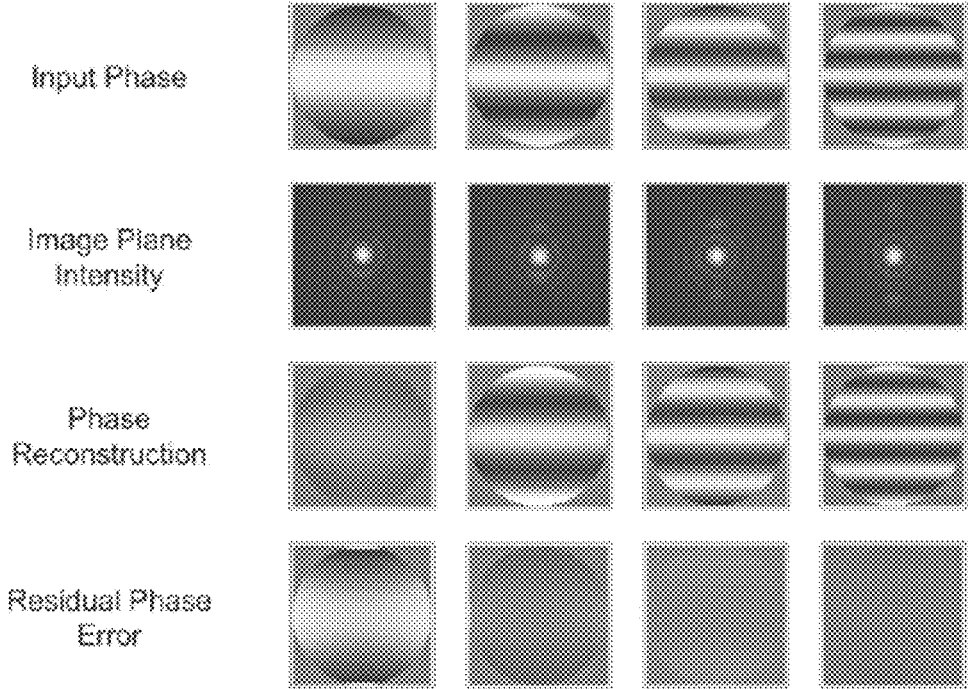 Input Phase
Image Plane
Intensity
Phase
Reconstruction
Residual Phase
Error